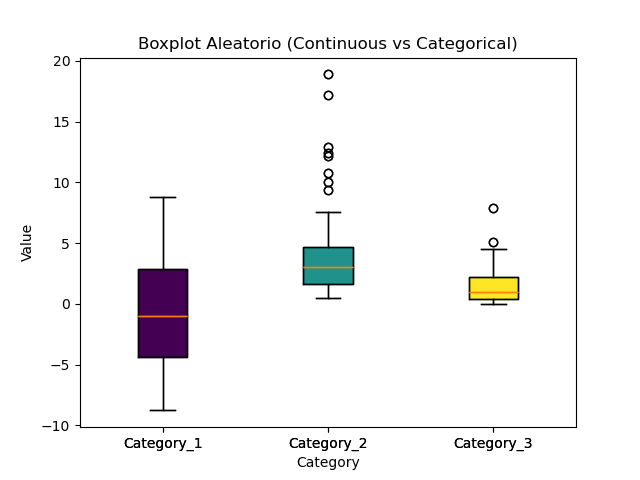 Boxplot Aleatorio (Continuous vs Categorical)
20
15
10
5
0
−5
−10
Value
Category_1 Category_2 Category_3
Category